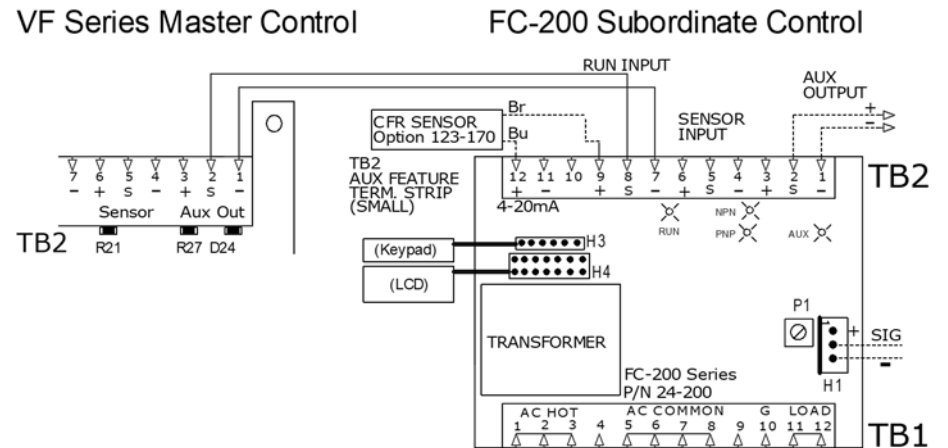 VF Series Master Control
FC-200 Subordinate Control
RUN INPUT
AUX
OUTPUT
+
-
CFR SENSOR
Option 123-170
Br
Bu
SENSOR
INPUT
TB2
AUX FEATURE
TERM. STRIP
(SMALL)
7 6 5 4 3 2 1
- + S - + S -
Sensor Aux Out
TB2
R21 R27 D24
12 11 10 9 8 7 6 5 4 3 2 1
+ - + S - + S - + S -
TB2
4-20mA
RUN
NPN
PNP
AUX
(Keypad)
H3
(LCD)
H4
TRANSFORMER
P1
1
+
SIG
-
H1
FC-200 Series
P/N 24-200
AC HOT AC COMMON G LOAD
1 2 3 4 5 6 7 8 9 10 11 12
TB1